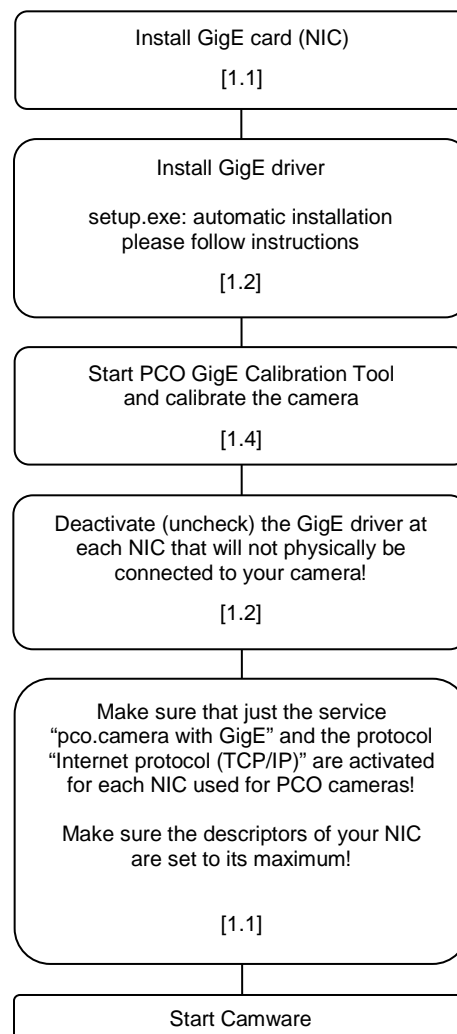 Install GigE card (NIC)
[1.1]
Install GigE driver
setup.exe: automatic installation
please follow instructions
[1.2]
Start PCO GigE Calibration Tool
and calibrate the camera
[1.4]
Deactivate (uncheck) the GigE driver at
each NIC that will not physically be
connected to your camera!
[1.2]
Make sure that just the service
“pco.camera with GigE” and the protocol
“Internet protocol (TCP/IP)” are activated
for each NIC used for PCO cameras!
Make sure the descriptors of your NIC
are set to its maximum!
[1.1]
Start Camware